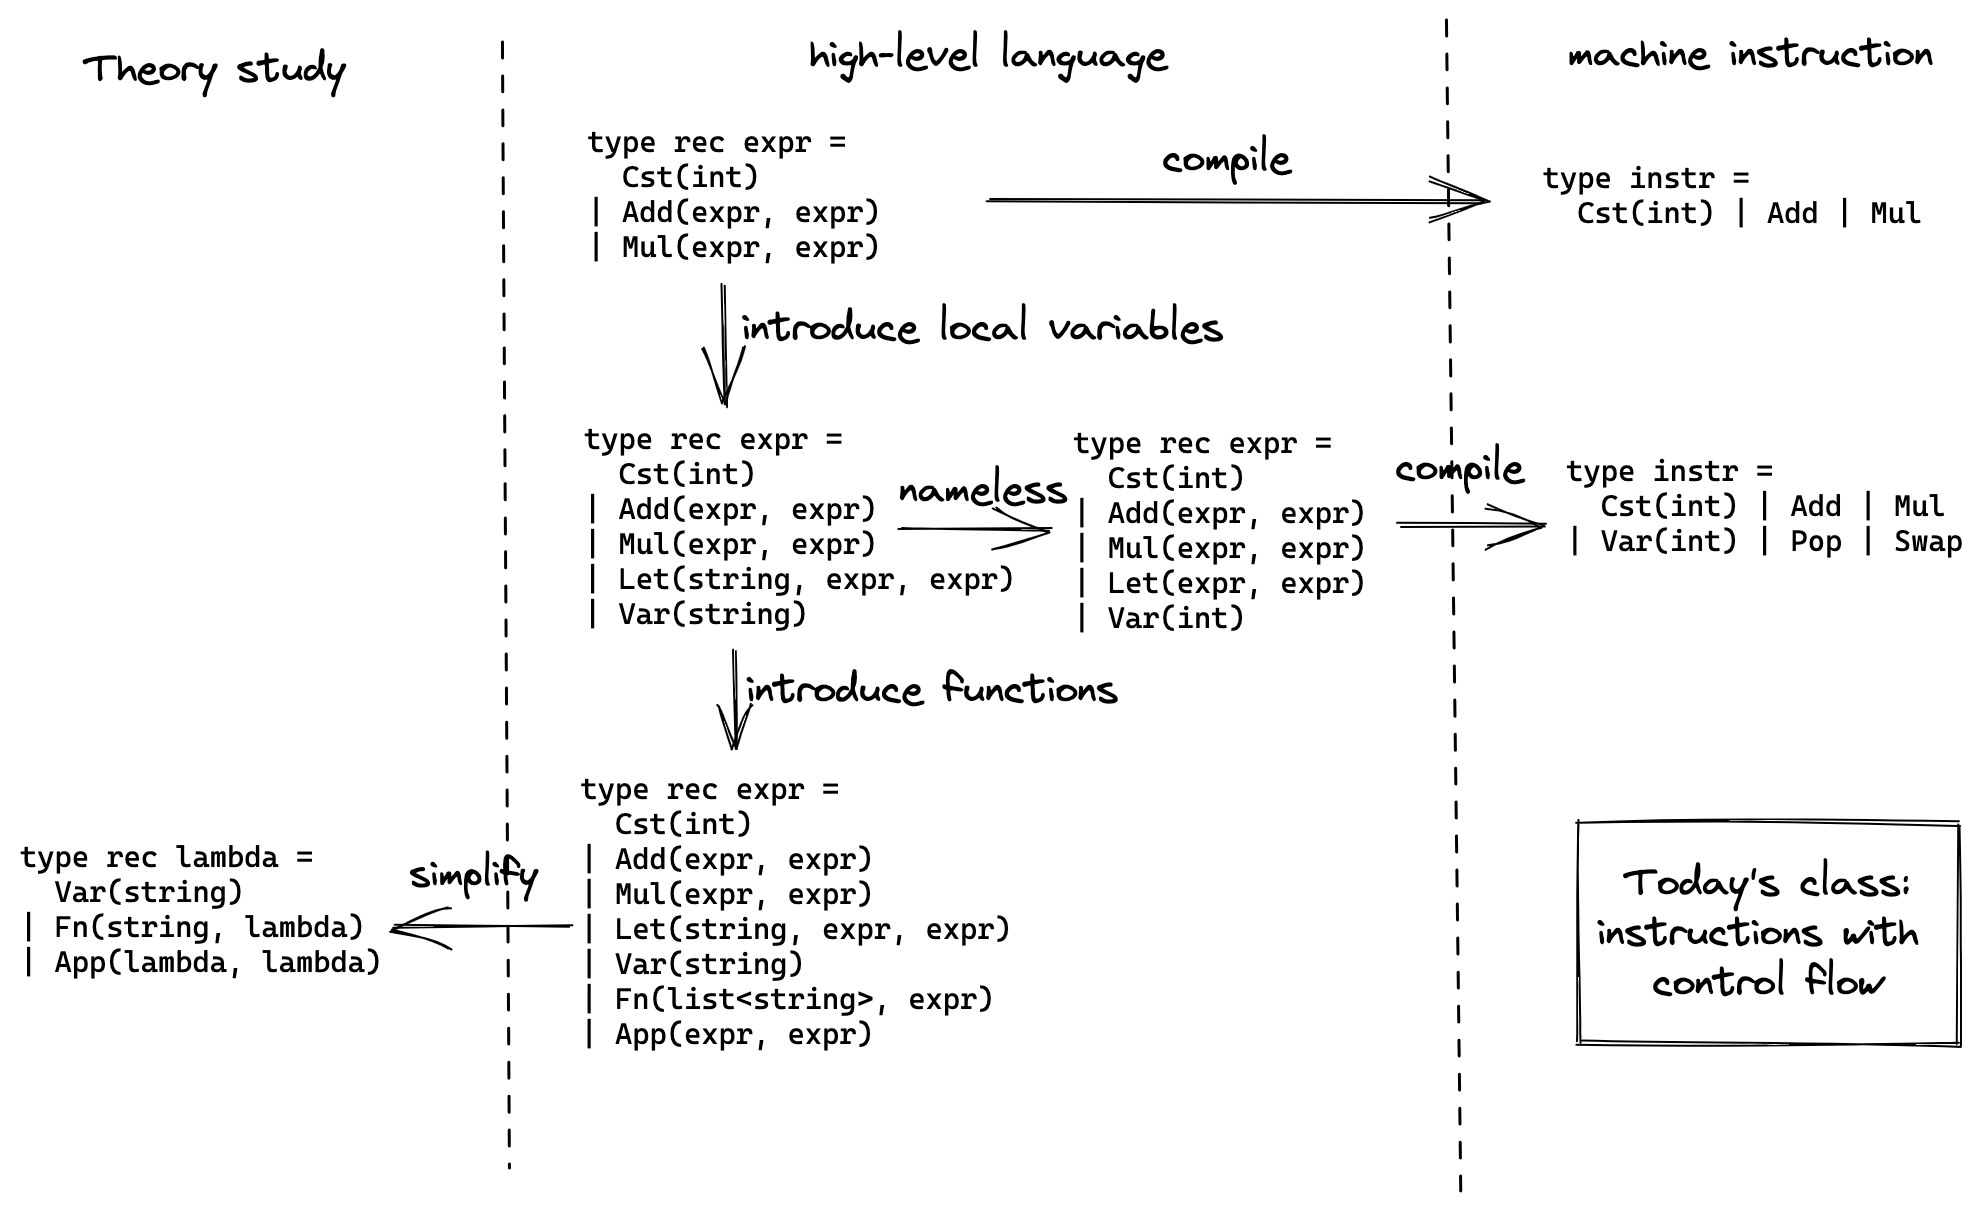 Theory study
high-level language
machine instruction
type rec expr =
Cst(int)
| Add(expr, expr)
| Mul(expr, expr)
compile
type instr =
Cst(int) | Add | Mul
introduce local variables
type rec expr =
Cst(int)
| Add(expr, expr)
| Mul(expr, expr)
| Let(string, expr, expr)
| Var(string)
nameless
type rec expr =
Cst(int)
| Add(expr, expr)
| Mul(expr, expr)
| Let(expr, expr)
| Var(int)
compile
type instr =
Cst(int) | Add | Mul
| Var(int) | Pop | Swap
introduce functions
type rec expr =
Cst(int)
| Add(expr, expr)
| Mul(expr, expr)
| Let(string, expr, expr)
| Var(string)
| Fn(list<string>, expr)
| App(expr, expr)
simplify
type rec lambda =
Var(string)
| Fn(string, lambda)
| App(lambda, lambda)
Today's class:
instructions with
control flow